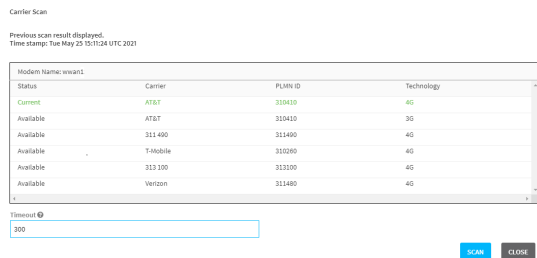 Carrier Scan
Previous scan result displayed.
Time stamp: Tue May 25 15:11:24 UTC 2021
Modem Name: wwan1
Status Carrier PLMN ID Technology
Current AT&T 310410 4G
Available AT&T 310410 3G
Available 311 490 311490 4G
Available T-Mobile 310260 4G
Available 313 100 313100 4G
Available Verizon 311480 4G
Timeout ?
300
SCAN CLOSE